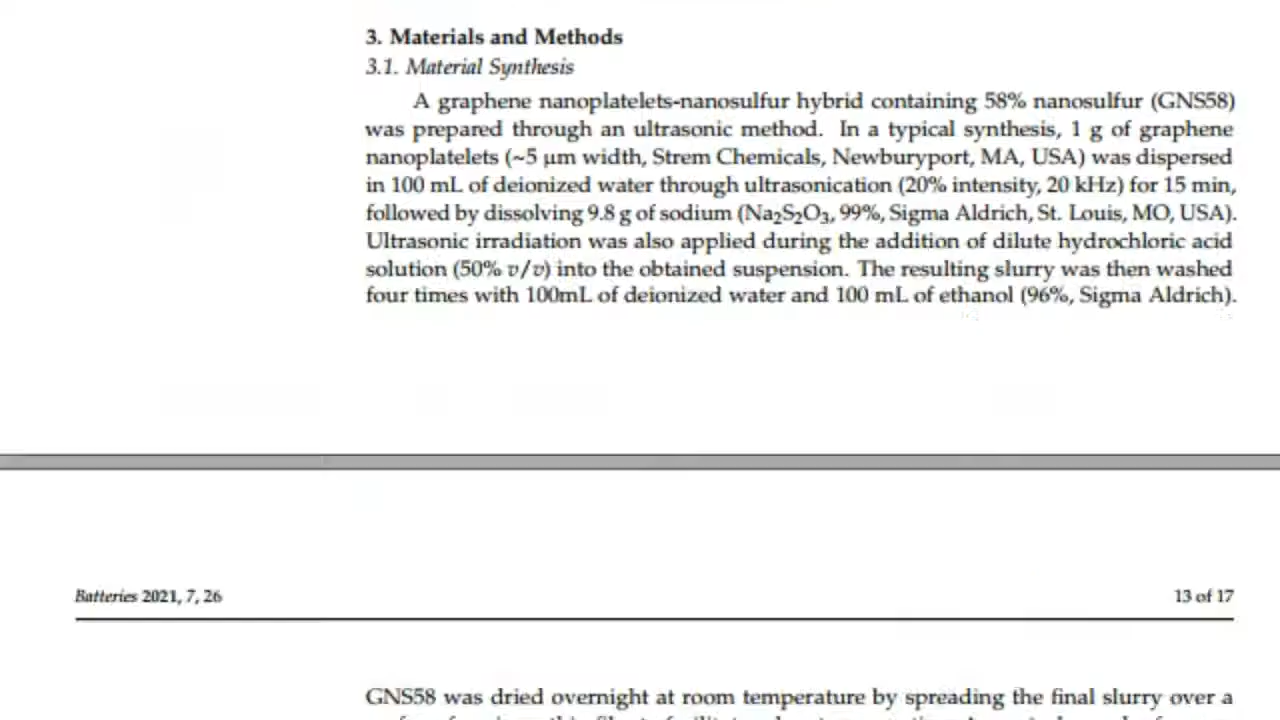 3. Materials and Methods
3.1. Material Synthesis
A graphene nanoplatelets-nanosulfur hybrid containing 58% nanosulfur (GNS58)
was prepared through an ultrasonic method. In a typical synthesis, 1 g of graphene
nanoplatelets (~5 µm width, Strem Chemicals, Newburyport, MA, USA) was dispersed
in 100 mL of deionized water through ultrasonication (20% intensity, 20 kHz) for 15 min,
followed by dissolving 9.8 g of sodium (Na₂S₂O₃, 99%, Sigma Aldrich, St. Louis, MO, USA).
Ultrasonic irradiation was also applied during the addition of dilute hydrochloric acid
solution (50% v/v) into the obtained suspension. The resulting slurry was then washed
four times with 100mL of deionized water and 100 mL of ethanol (96%, Sigma Aldrich).
Batteries 2021, 7, 26 13 of 17
GNS58 was dried overnight at room temperature by spreading the final slurry over a